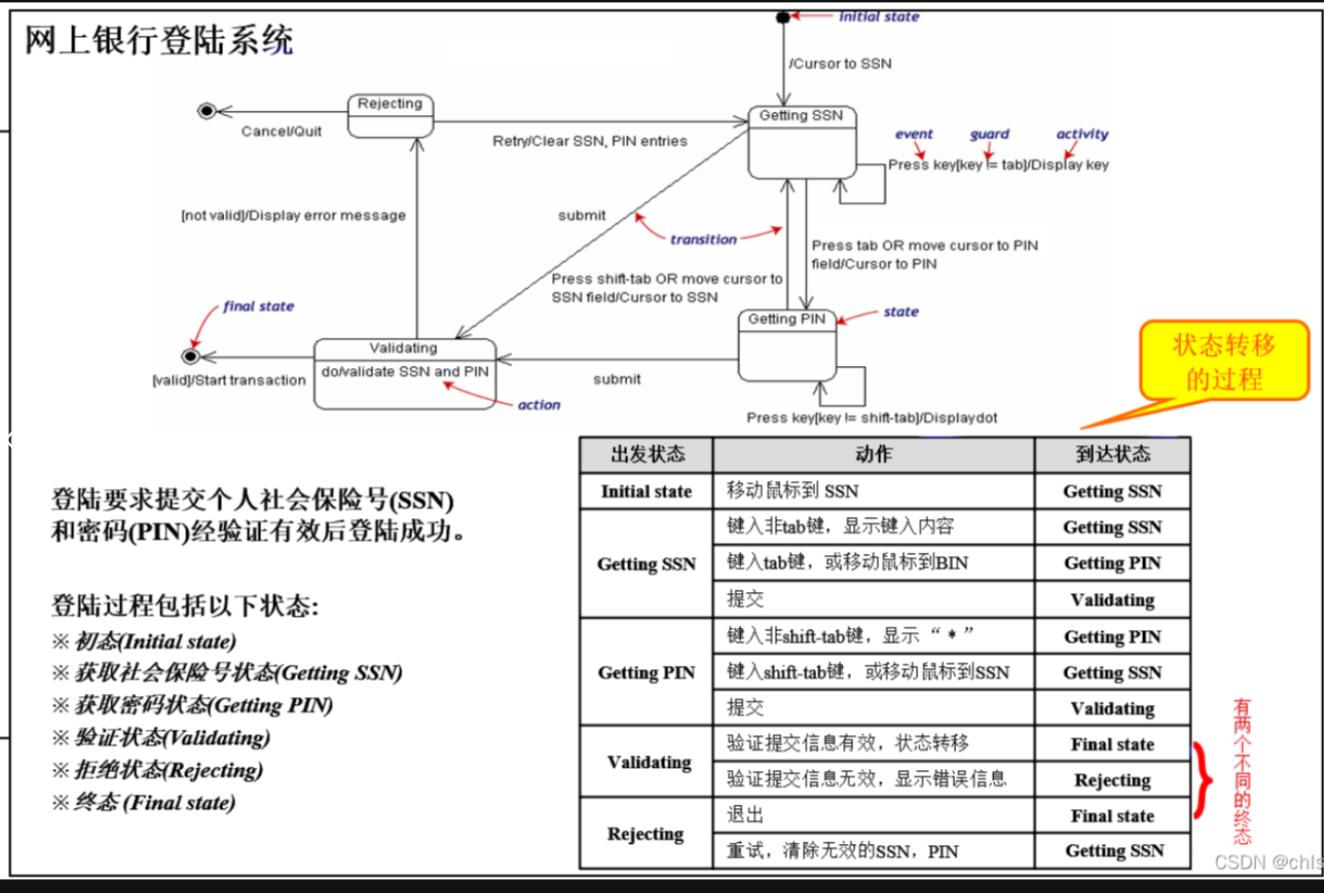 网上银行登陆系统
initial state
/Cursor to SSN
Rejecting
Getting SSN
Cancel/Quit
Retry/Clear SSN, PIN entries
event
guard
activity
Press key[key != tab]/Display key
[not valid]/Display error message
submit
transition
Press tab OR move cursor to PIN
field/Cursor to PIN
Press shift-tab OR move cursor to
SSN field/Cursor to SSN
final state
Getting PIN
state
Validating
do/validate SSN and PIN
[valid]/Start transaction
submit
action
Press key[key != shift-tab]/Displaydot
状态转移
的过程
登陆要求提交个人社会保险号(SSN)
和密码(PIN)经验证有效后登陆成功。
登陆过程包括以下状态:
※ 初态(Initial state)
※ 获取社会保险号状态(Getting SSN)
※ 获取密码状态(Getting PIN)
※ 验证状态(Validating)
※ 拒绝状态(Rejecting)
※ 终态 (Final state)
出发状态 动作 到达状态
Initial state 移动鼠标到 SSN Getting SSN
键入非tab键，显示键入内容 Getting SSN
Getting SSN 键入tab键，或移动鼠标到BIN Getting PIN
提交 Validating
键入非shift-tab键，显示“ * ” Getting PIN
Getting PIN 键入shift-tab键，或移动鼠标到SSN Getting SSN
提交 Validating
Validating 验证提交信息有效，状态转移 Final state
验证提交信息无效，显示错误信息 Rejecting
Rejecting 退出 Final state
重试，清除无效的SSN，PIN Getting SSN
有两个不同的终态
CSDN @chls